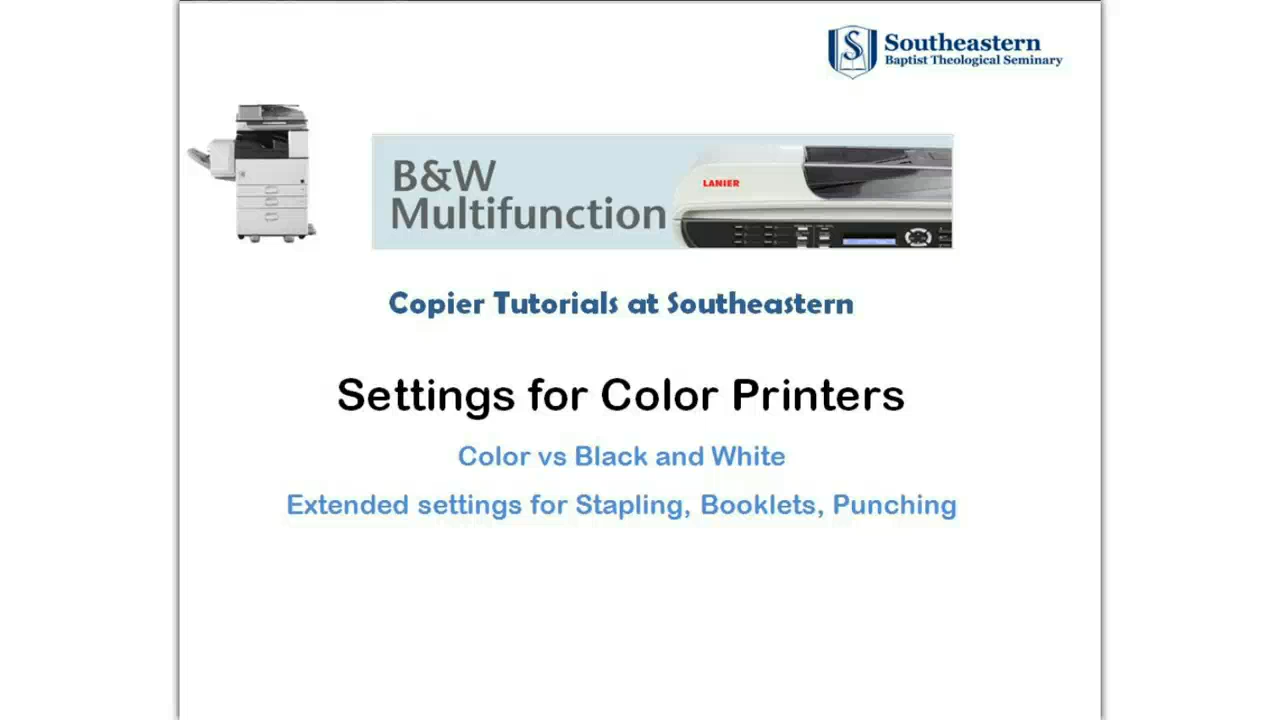 Southeastern
Baptist Theological Seminary
B&W
Multifunction
LANIER
Copier Tutorials at Southeastern
Settings for Color Printers
Color vs Black and White
Extended settings for Stapling, Booklets, Punching